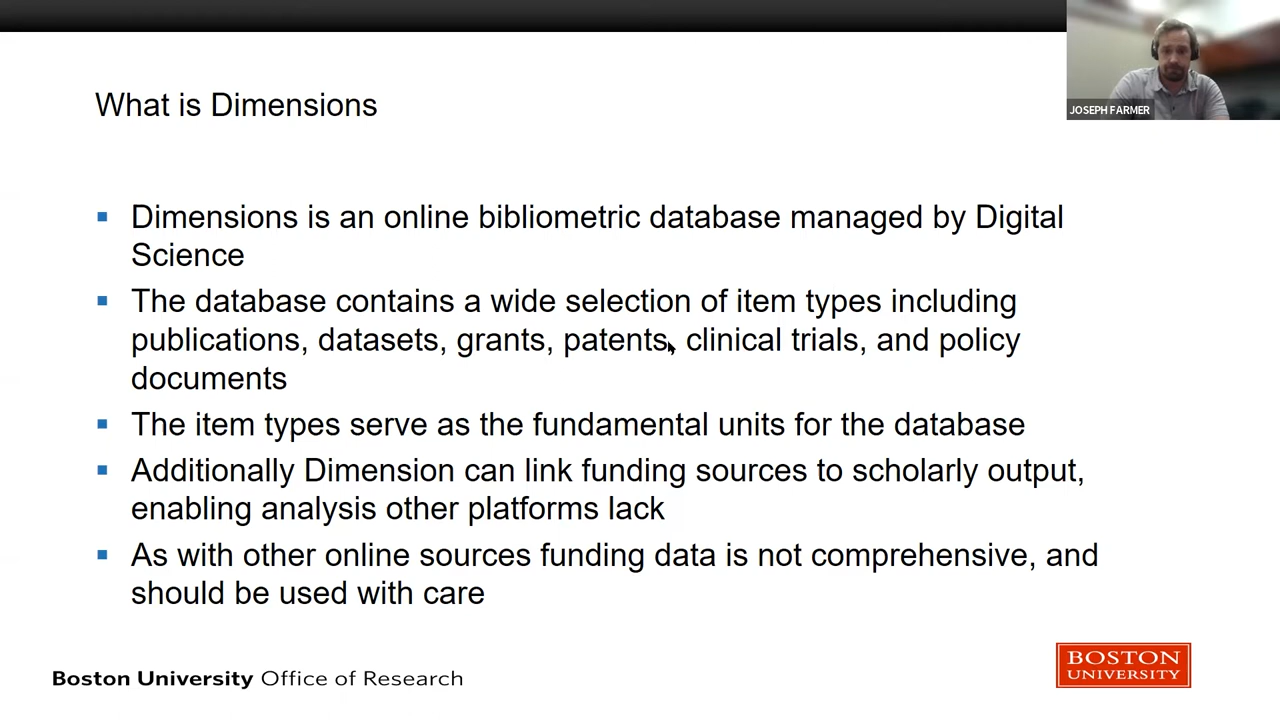 JOSEPH FARMER
What is Dimensions
Dimensions is an online bibliometric database managed by Digital
Science
The database contains a wide selection of item types including
publications, datasets, grants, patents, clinical trials, and policy
documents
The item types serve as the fundamental units for the database
Additionally Dimension can link funding sources to scholarly output,
enabling analysis other platforms lack
As with other online sources funding data is not comprehensive, and
should be used with care
Boston University Office of Research
BOSTON
UNIVERSITY